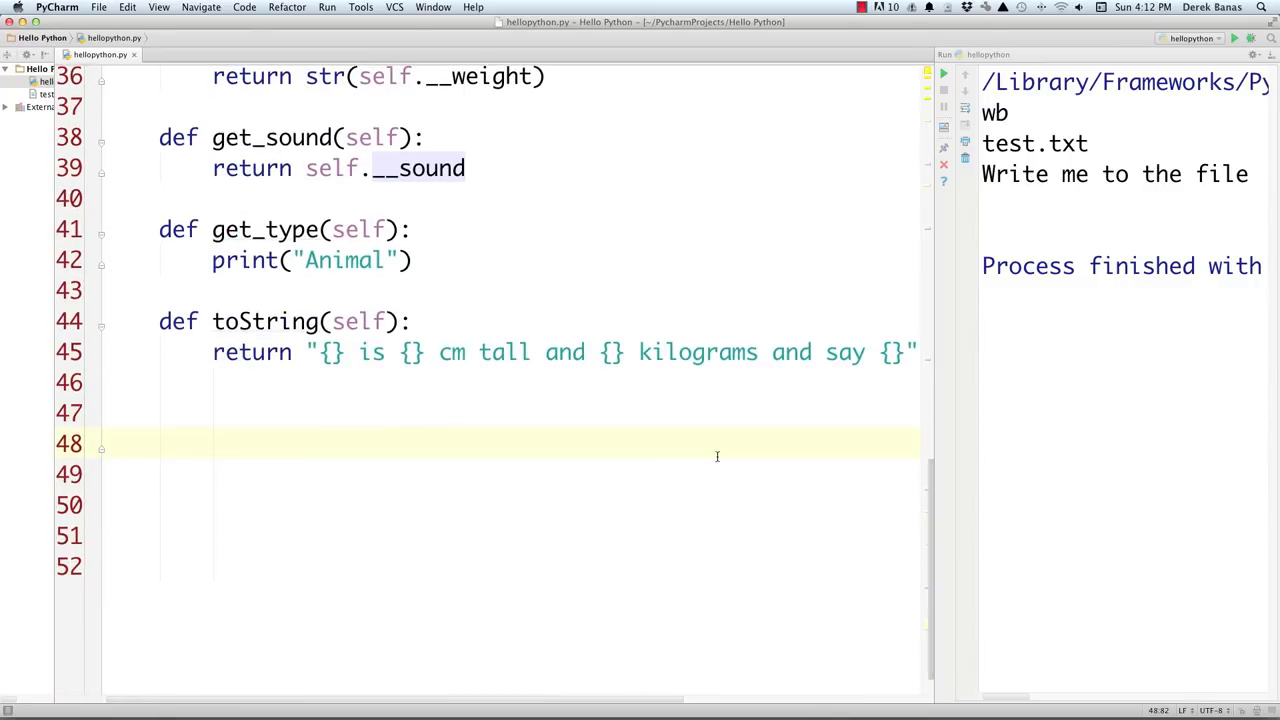 PyCharm File Edit View Navigate Code Refactor Run Tools VCS Window Help 10 Sun 4:12 PM Derek Banas
hellopython.py – Hello Python – [~/PycharmProjects/Hello Python]
Hello Python hellopython.py hellopython
hellopython.py Run hellopython
Hello P
hello
test
Extern
36 return str(self.__weight)
37
38 def get_sound(self):
39 return self.__sound
40
41 def get_type(self):
42 print("Animal")
43
44 def toString(self):
45 return "{} is {} cm tall and {} kilograms and say {}"
46
47
48
49
50
51
52
/Library/Frameworks/Py
wb
test.txt
Write me to the file
Process finished with
48:82 LF UTF-8